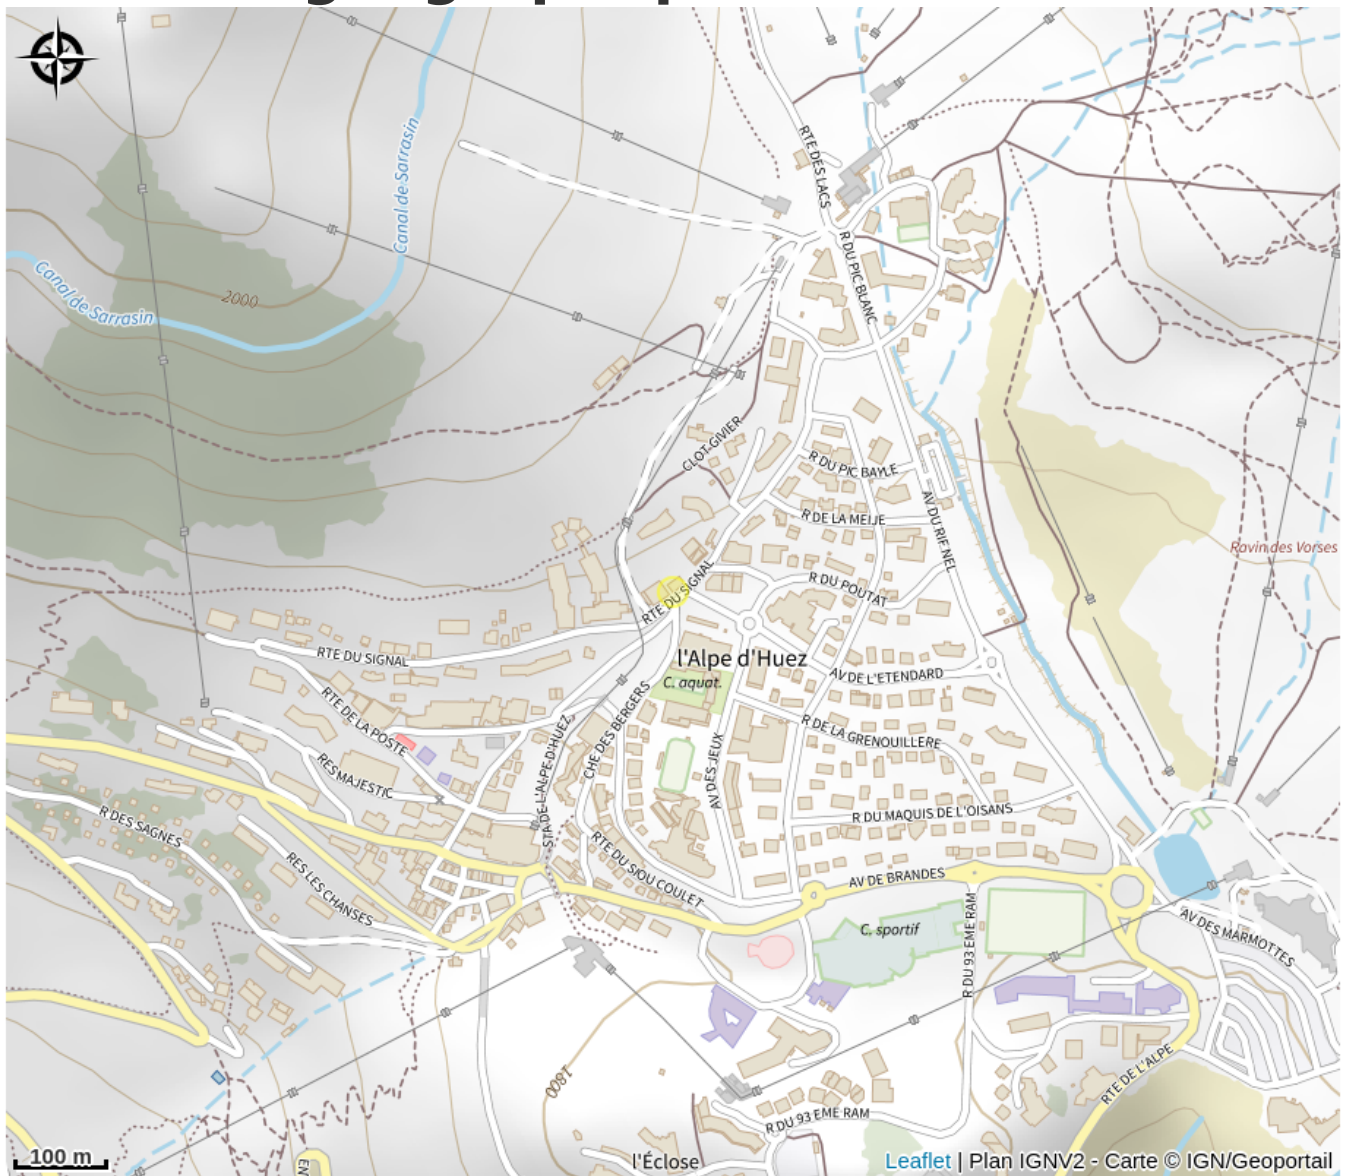 RTE DES LACS
Canal de Sarrasin
R DU PIC BLANC
Canal de Sarrasin
2000
CLOT-GIVIER
R DU PIC BAYLE
R DE LA MEIJE
AV DU RIF NEL
Ravin des Vorses
R DU POUTAT
RTE DU SIGNAL
RTE DU SIGNAL
l'Alpe d'Huez
C. aquat.
AV DE L'ETENDARD
RTE DE LA POSTE
CHE DES BERGERS
STA DE L'ALPE D'HUEZ
R DE LA GRENOUILLERE
AV DES JEUX
RES MAJESTIC
R DES SAGNES
R DU MAQUIS DE L'OISANS
RES LES CHANSES
RTE DU SIOU COULET
AV DE BRANDES
C. sportif
R DU 93 EME RAM
AV DES MARMOTTES
1800
RTE DE L'ALPE
R DU 93 EME RAM
100 m
EN
l'Éclose
Leaflet | Plan IGNV2 - Carte © IGN/Geoportail